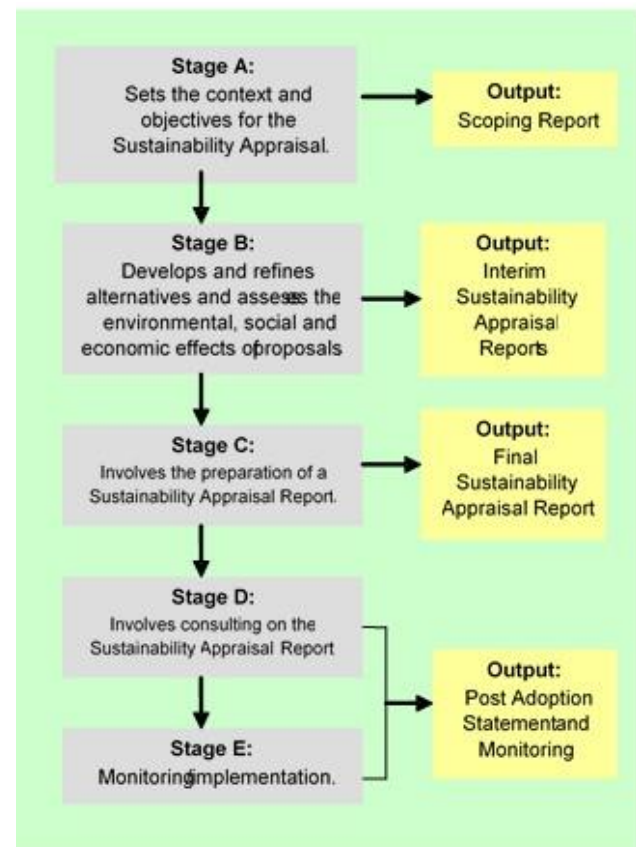 Stage A:
Sets the context and
objectives for the
Sustainability Appraisal.
Output:
Scoping Report
Stage B:
Develops and refines
alternatives and assesses the
environmental, social and
economic effects of proposals
Output:
Interim
Sustainability
Appraisal
Reports
Stage C:
Involves the preparation of a
Sustainability Appraisal Report.
Output:
Final
Sustainability
Appraisal Report
Stage D:
Involves consulting on the
Sustainability Appraisal Report
Stage E:
Monitoring implementation.
Output:
Post Adoption
Statement and
Monitoring